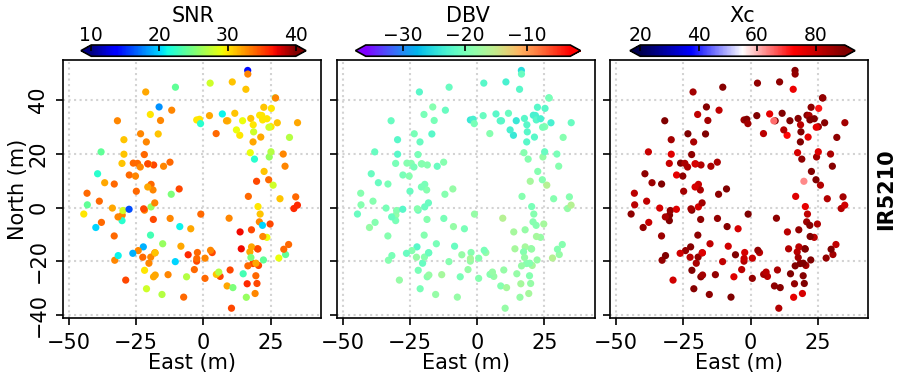 SNR DBV Xc
10 20 30 40 −30 −20 −10 20 40 60 80
North (m)
40
20
0
−20
−40
IR5210
−50 −25 0 25 −50 −25 0 25 −50 −25 0 25
East (m) East (m) East (m)